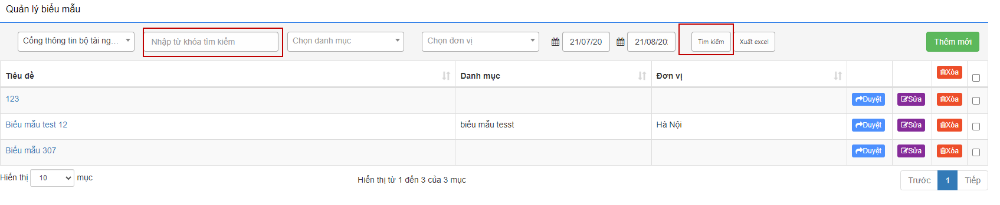 Quản lý biểu mẫu
Cổng thông tin bộ tài ng... Nhập từ khóa tìm kiếm Chọn danh mục Chọn đơn vị 21/07/20 21/08/20 Tìm kiếm Xuất excel Thêm mới
Tiêu đề Danh mục Đơn vị Xóa
123 Duyệt Sửa Xóa
Biểu mẫu test 12 biểu mẫu tesst Hà Nội Duyệt Sửa Xóa
Biểu mẫu 307 Duyệt Sửa Xóa
Hiển thị 10 mục Hiển thị từ 1 đến 3 của 3 mục Trước 1 Tiếp